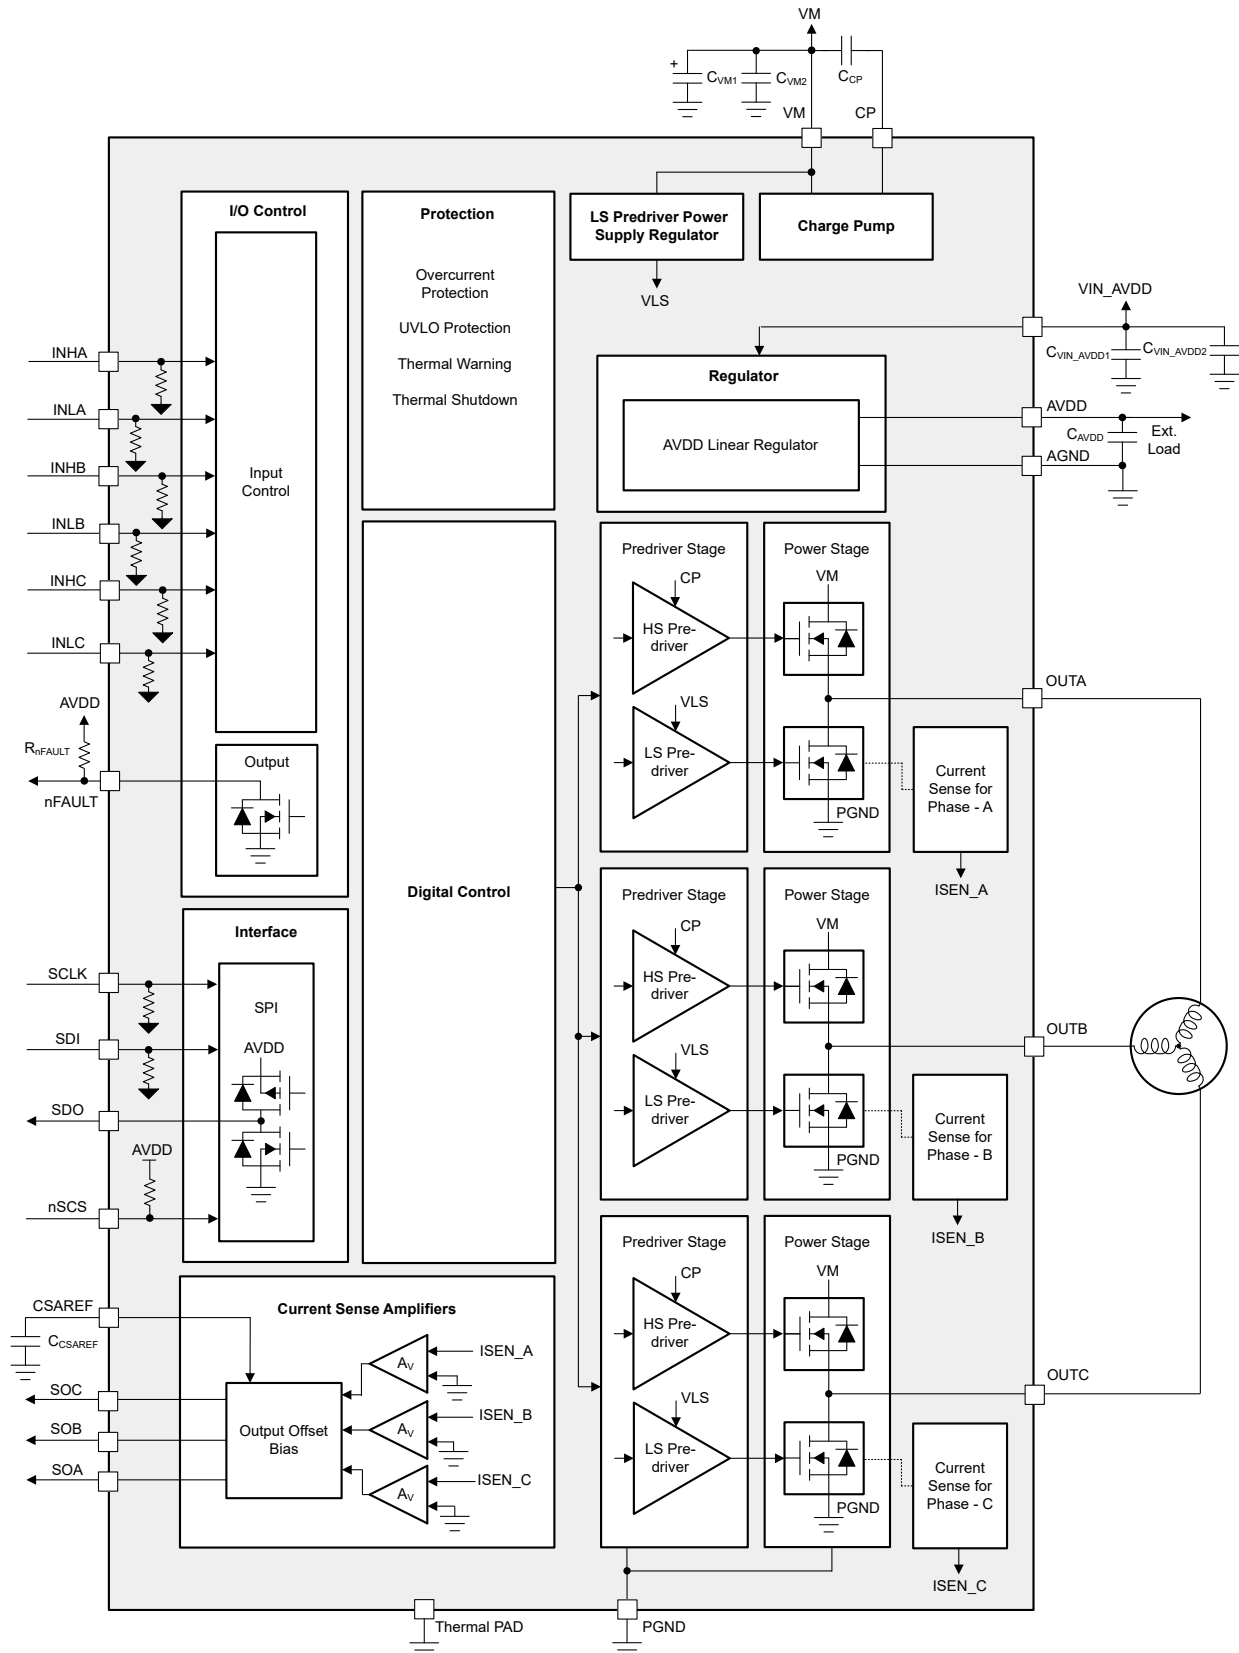 VM
+
CVM1
CVM2
CCP
VM
CP
I/O Control
Input
Control
Output
Protection
Overcurrent
Protection
UVLO Protection
Thermal Warning
Thermal Shutdown
LS Predriver Power
Supply Regulator
VLS
Charge Pump
VIN_AVDD
CVIN_AVDD1
CVIN_AVDD2
Regulator
AVDD Linear Regulator
AVDD
CAVDD
Ext.
Load
AGND
INHA
INLA
INHB
INLB
INHC
INLC
AVDD
RnFAULT
nFAULT
Digital Control
Predriver Stage
CP
HS Pre-
driver
VLS
LS Pre-
driver
Power Stage
VM
PGND
OUTA
Current
Sense for
Phase - A
ISEN_A
Predriver Stage
CP
HS Pre-
driver
VLS
LS Pre-
driver
Power Stage
VM
PGND
OUTB
Current
Sense for
Phase - B
ISEN_B
Predriver Stage
CP
HS Pre-
driver
VLS
LS Pre-
driver
Power Stage
VM
PGND
OUTC
Current
Sense for
Phase - C
ISEN_C
Interface
SPI
AVDD
SCLK
SDI
SDO
AVDD
nSCS
CSAREF
CCSAREF
SOC
SOB
SOA
Current Sense Amplifiers
Output Offset
Bias
AV
ISEN_A
AV
ISEN_B
AV
ISEN_C
Thermal PAD
PGND